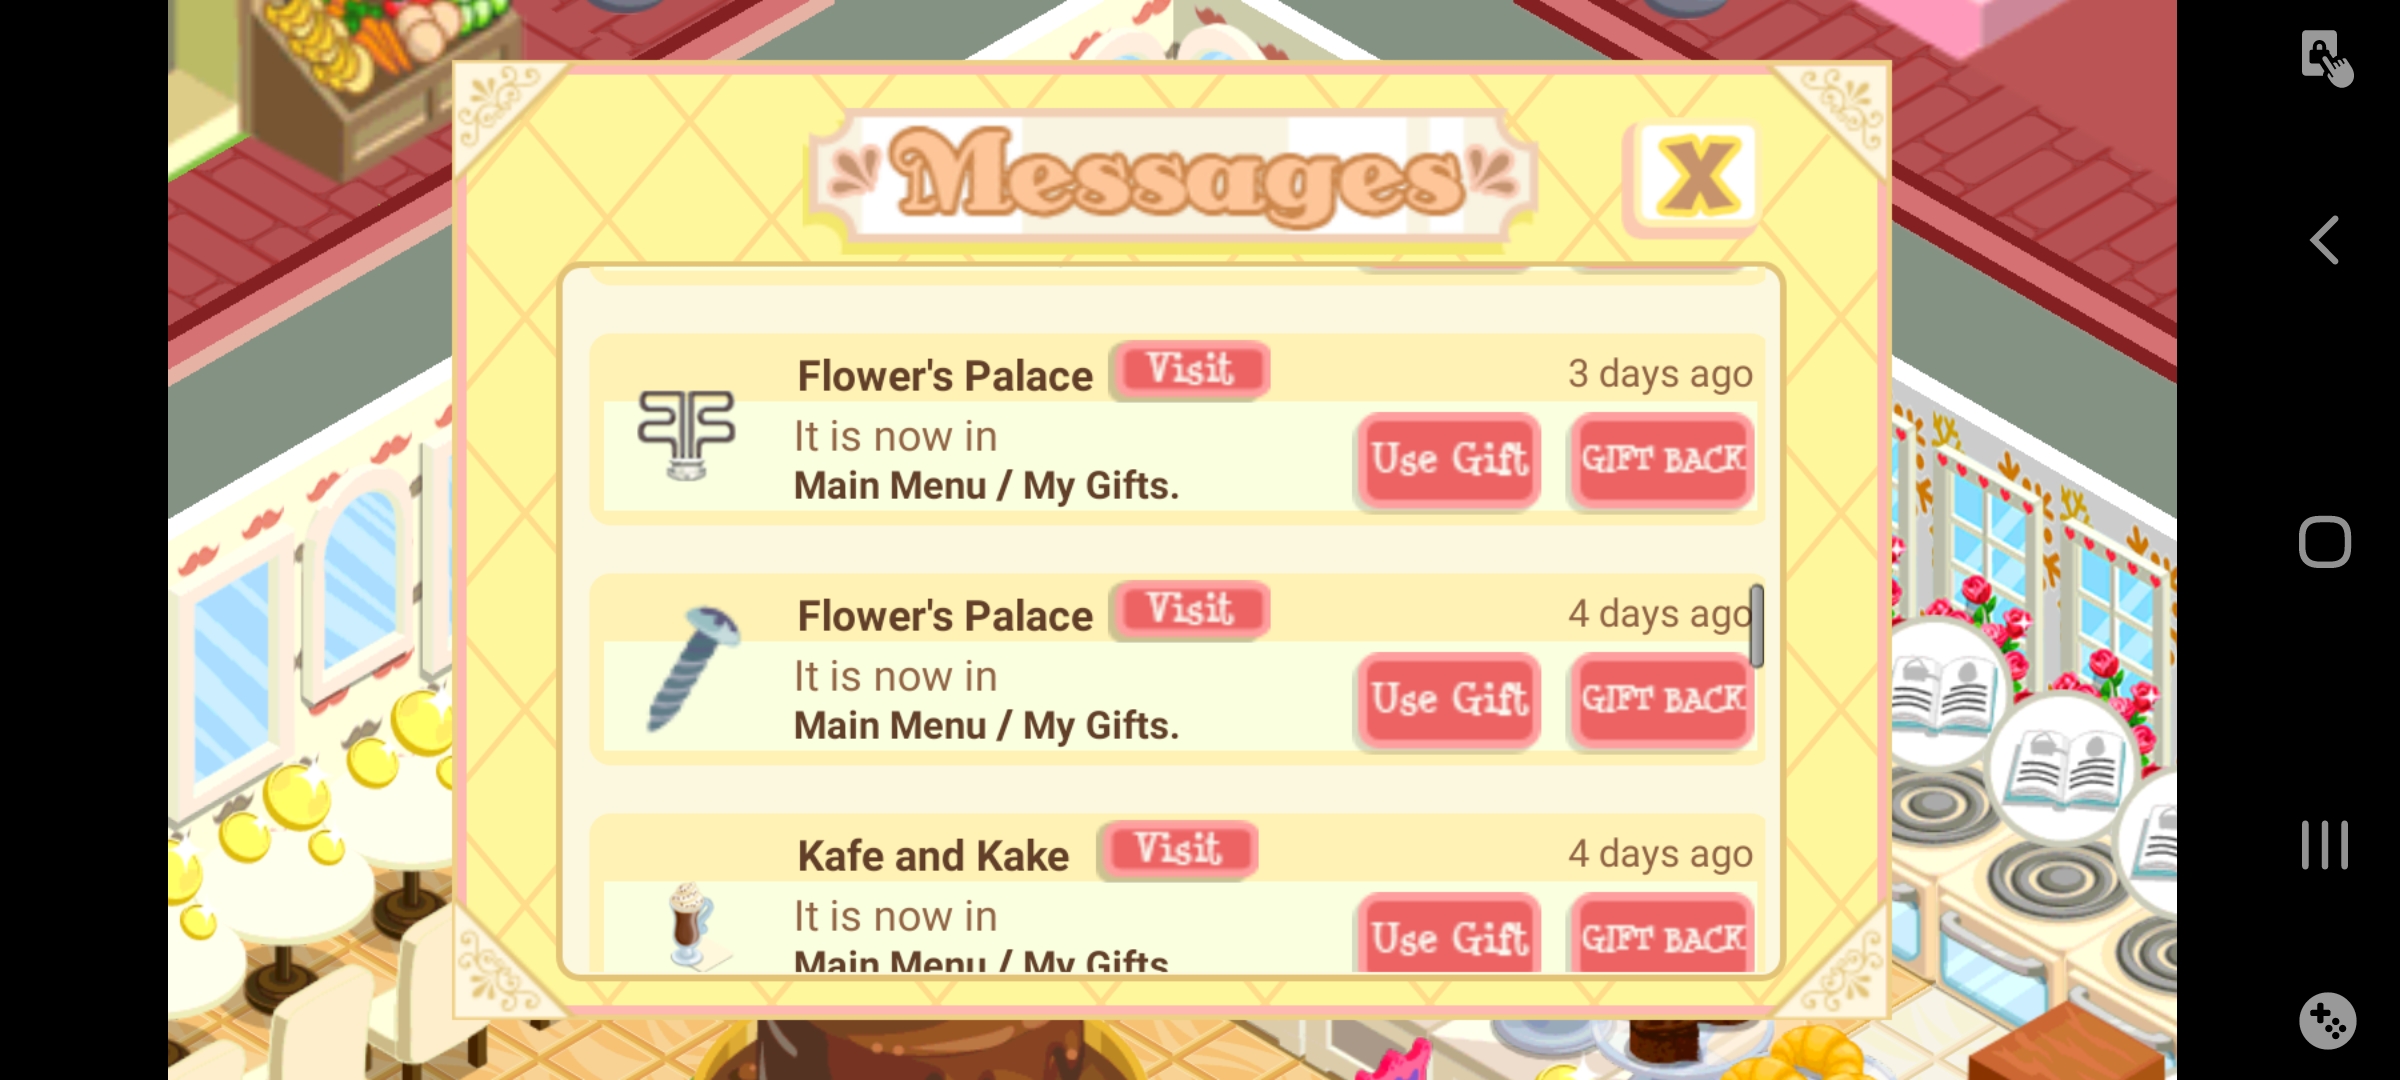 Messages
X
Flower's Palace Visit 3 days ago
It is now in
Main Menu / My Gifts.
Use Gift GIFT BACK
Flower's Palace Visit 4 days ago
It is now in
Main Menu / My Gifts.
Use Gift GIFT BACK
Kafe and Kake Visit 4 days ago
It is now in
Main Menu / My Gifts
Use Gift GIFT BACK